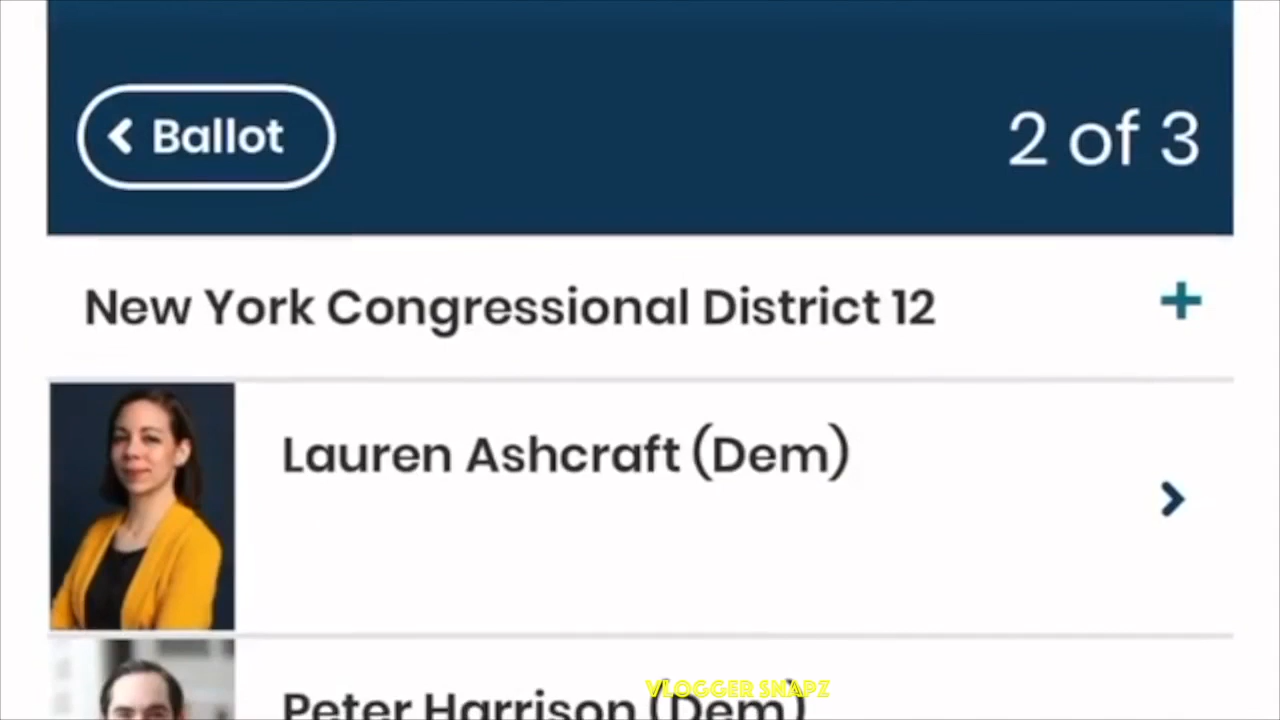 Ballot
2 of 3
New York Congressional District 12
Lauren Ashcraft (Dem)
Peter Harrison (Dem)
VLOGGER SNAPZ